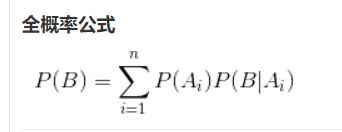 全概率公式
P(B) = \sum_{i=1}^{n} P(A_i)P(B|A_i)